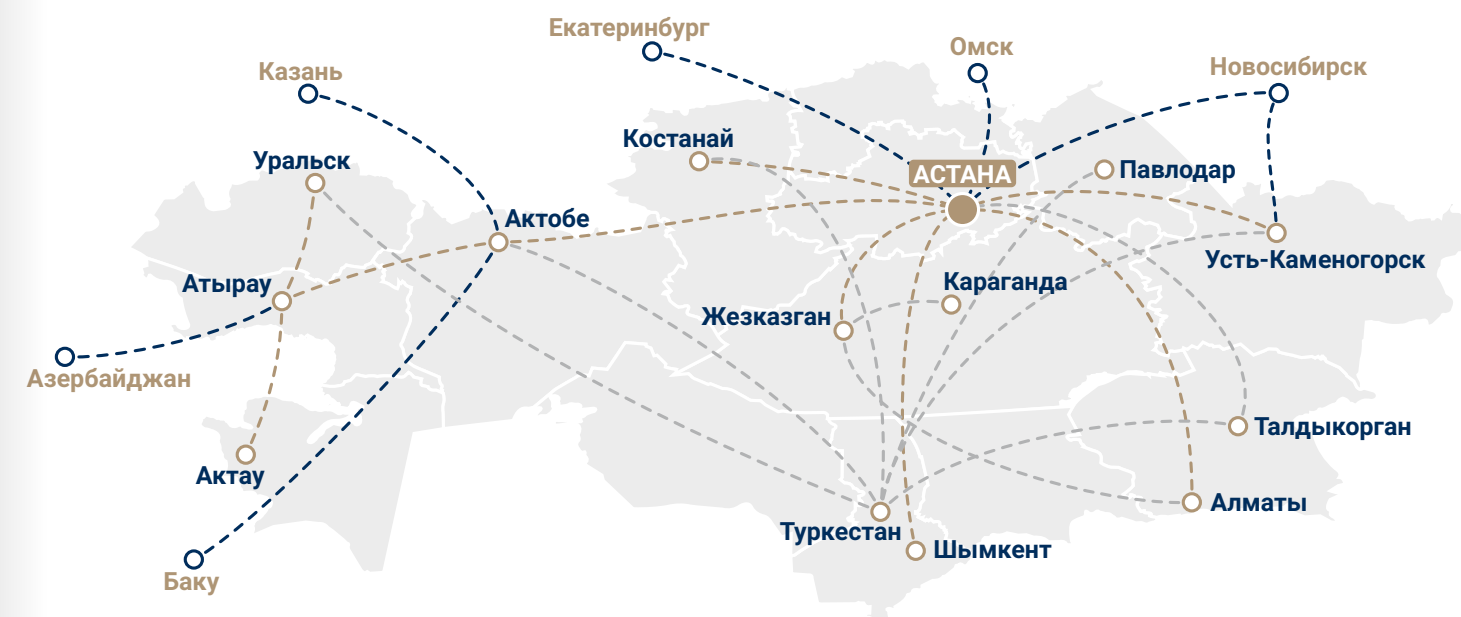 Екатеринбург
Омск
Казань
Новосибирск
Костанай
Уральск
АСТАНА
Павлодар
Актобе
Усть-Каменогорск
Атырау
Караганда
Жезказган
Азербайджан
Талдыкорган
Актау
Алматы
Туркестан
Шымкент
Баку